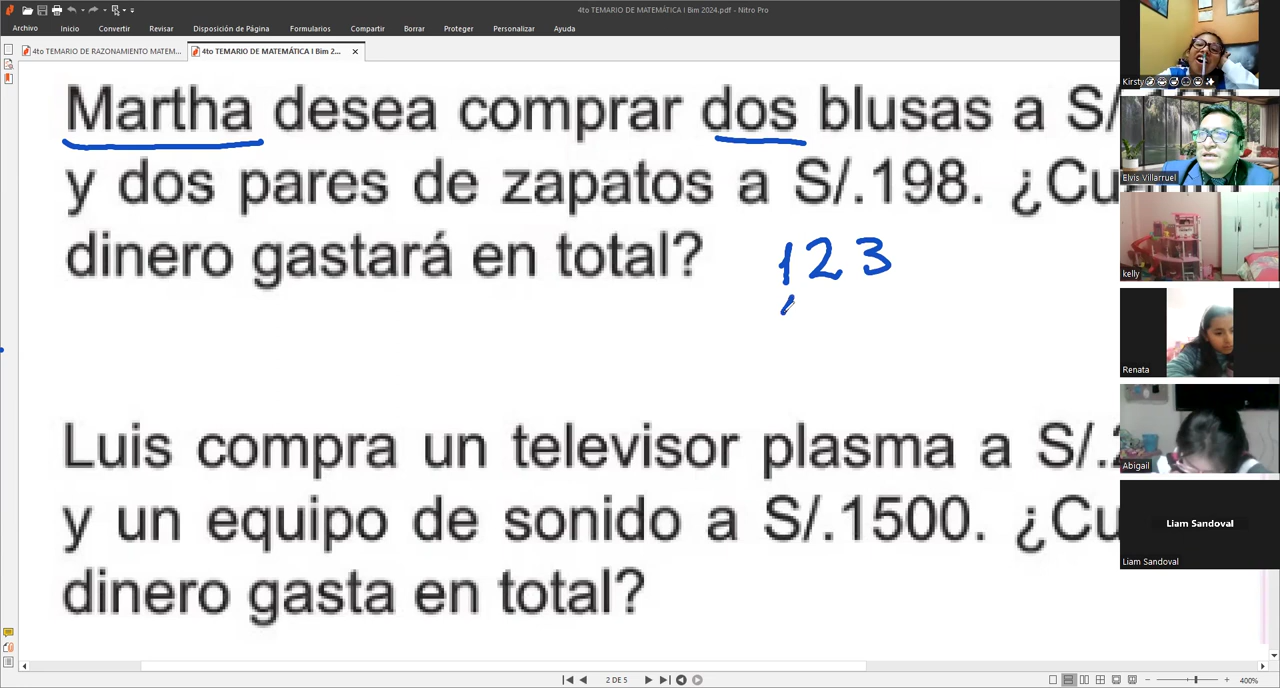 4to TEMARIO DE MATEMÁTICA I Bim 2024.pdf - Nitro Pro
Archivo Inicio Convertir Revisar Disposición de Página Formularios Compartir Borrar Proteger Personalizar Ayuda
4to TEMARIO DE RAZONAMIENTO MATEM... 4to TEMARIO DE MATEMÁTICA I Bim 2... ×
Martha desea comprar dos blusas a S/
y dos pares de zapatos a S/.198. ¿Cu
dinero gastará en total?
1 2 3
Luis compra un televisor plasma a S/.2
y un equipo de sonido a S/.1500. ¿Cu
dinero gasta en total?
Kirsty
Elvis Villarruel
kelly
Renata
Abigail
Liam Sandoval
Liam Sandoval
2 DE 5
400%